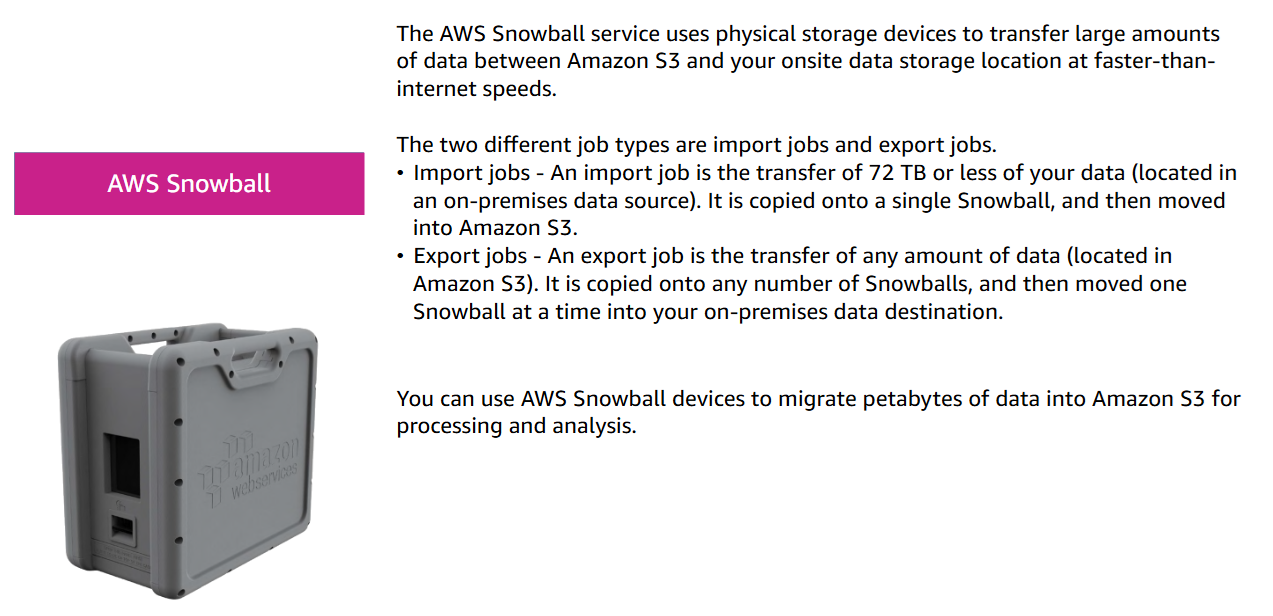 The AWS Snowball service uses physical storage devices to transfer large amounts
of data between Amazon S3 and your onsite data storage location at faster-than-
internet speeds.
The two different job types are import jobs and export jobs.
• Import jobs - An import job is the transfer of 72 TB or less of your data (located in
an on-premises data source). It is copied onto a single Snowball, and then moved
into Amazon S3.
• Export jobs - An export job is the transfer of any amount of data (located in
Amazon S3). It is copied onto any number of Snowballs, and then moved one
Snowball at a time into your on-premises data destination.
You can use AWS Snowball devices to migrate petabytes of data into Amazon S3 for
processing and analysis.
AWS Snowball
amazon
webservices